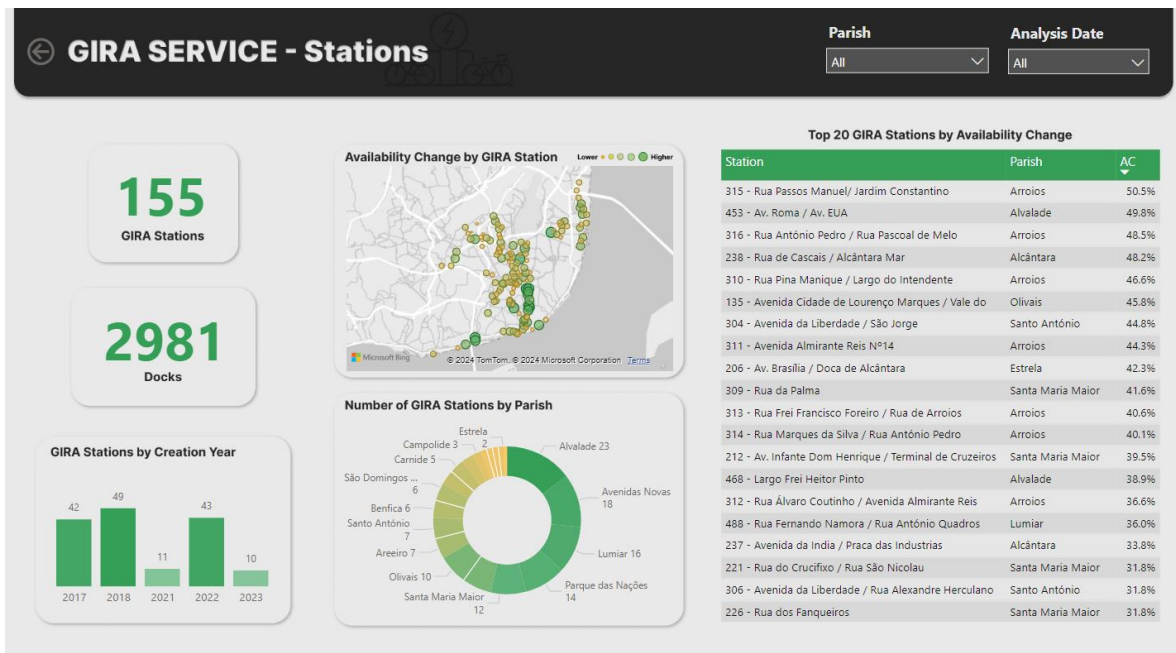 GIRA SERVICE - Stations
Parish
All
Analysis Date
All
155
GIRA Stations
2981
Docks
GIRA Stations by Creation Year
42
49
11
43
10
2017 2018 2021 2022 2023
Availability Change by GIRA Station
Lower
Higher
Microsoft Bing
© 2024 TomTom, © 2024 Microsoft Corporation Terms
Number of GIRA Stations by Parish
Estrela
2
Campolide 3
Carnide 5
São Domingos ...
6
Benfica 6
Santo António
7
Areeiro 7
Olivais 10
Santa Maria Maior
12
Alvalade 23
Avenidas Novas
18
Lumiar 16
Parque das Nações
14
Top 20 GIRA Stations by Availability Change
Station Parish AC
315 - Rua Passos Manuel/ Jardim Constantino Arroios 50.5%
453 - Av. Roma / Av. EUA Alvalade 49.8%
316 - Rua António Pedro / Rua Pascoal de Melo Arroios 48.5%
238 - Rua de Cascais / Alcântara Mar Alcântara 48.2%
310 - Rua Pina Manique / Largo do Intendente Arroios 46.6%
135 - Avenida Cidade de Lourenço Marques / Vale do Olivais 45.8%
304 - Avenida da Liberdade / São Jorge Santo António 44.8%
311 - Avenida Almirante Reis Nº14 Arroios 44.3%
206 - Av. Brasília / Doca de Alcântara Estrela 42.3%
309 - Rua da Palma Santa Maria Maior 41.6%
313 - Rua Frei Francisco Foreiro / Rua de Arroios Arroios 40.6%
314 - Rua Marques da Silva / Rua António Pedro Arroios 40.1%
212 - Av. Infante Dom Henrique / Terminal de Cruzeiros Santa Maria Maior 39.5%
468 - Largo Frei Heitor Pinto Alvalade 38.9%
312 - Rua Álvaro Coutinho / Avenida Almirante Reis Arroios 36.6%
488 - Rua Fernando Namora / Rua António Quadros Lumiar 36.0%
237 - Avenida da India / Praca das Industrias Alcântara 33.8%
221 - Rua do Crucifixo / Rua São Nicolau Santa Maria Maior 31.8%
306 - Avenida da Liberdade / Rua Alexandre Herculano Santo António 31.8%
226 - Rua dos Fanqueiros Santa Maria Maior 31.8%